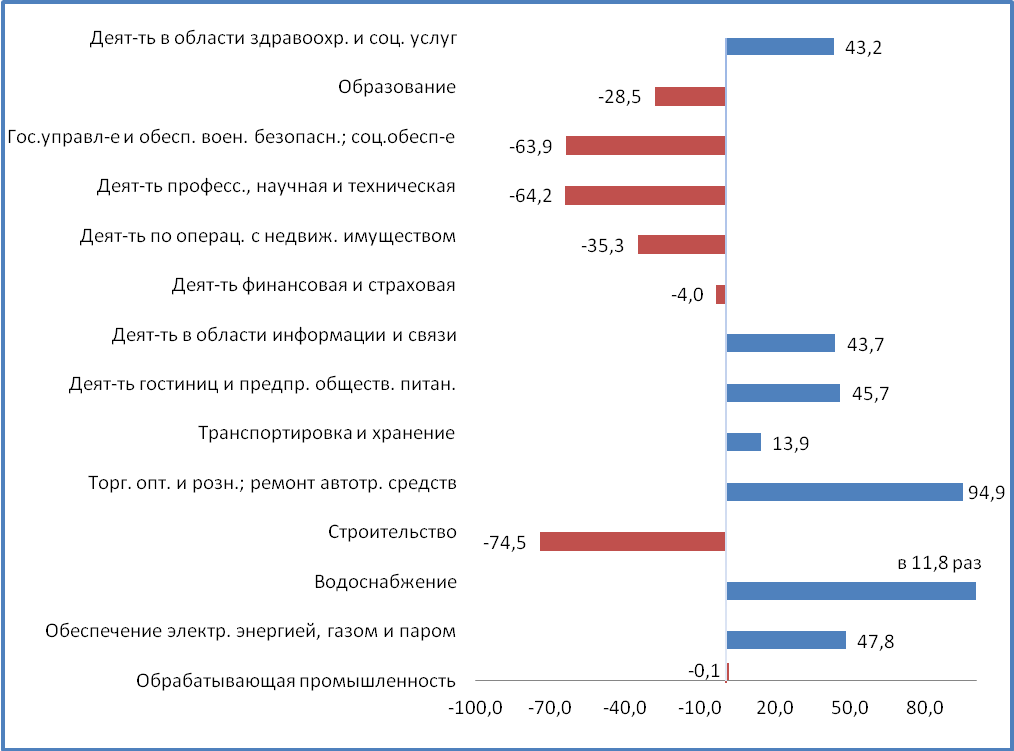 Деят-ть в области здравоохр. и соц. услуг 43,2
Образование -28,5
Гос.управл-е и обесп. воен. безопасн.; соц.обесп-е -63,9
Деят-ть професс., научная и техническая -64,2
Деят-ть по операц. с недвиж. имуществом -35,3
Деят-ть финансовая и страховая -4,0
Деят-ть в области информации и связи 43,7
Деят-ть гостиниц и предпр. обществ. питан. 45,7
Транспортировка и хранение 13,9
Торг. опт. и розн.; ремонт автотр. средств 94,9
Строительство -74,5
Водоснабжение в 11,8 раз
Обеспечение электр. энергией, газом и паром 47,8
Обрабатывающая промышленность -0,1
-100,0 -70,0 -40,0 -10,0 20,0 50,0 80,0